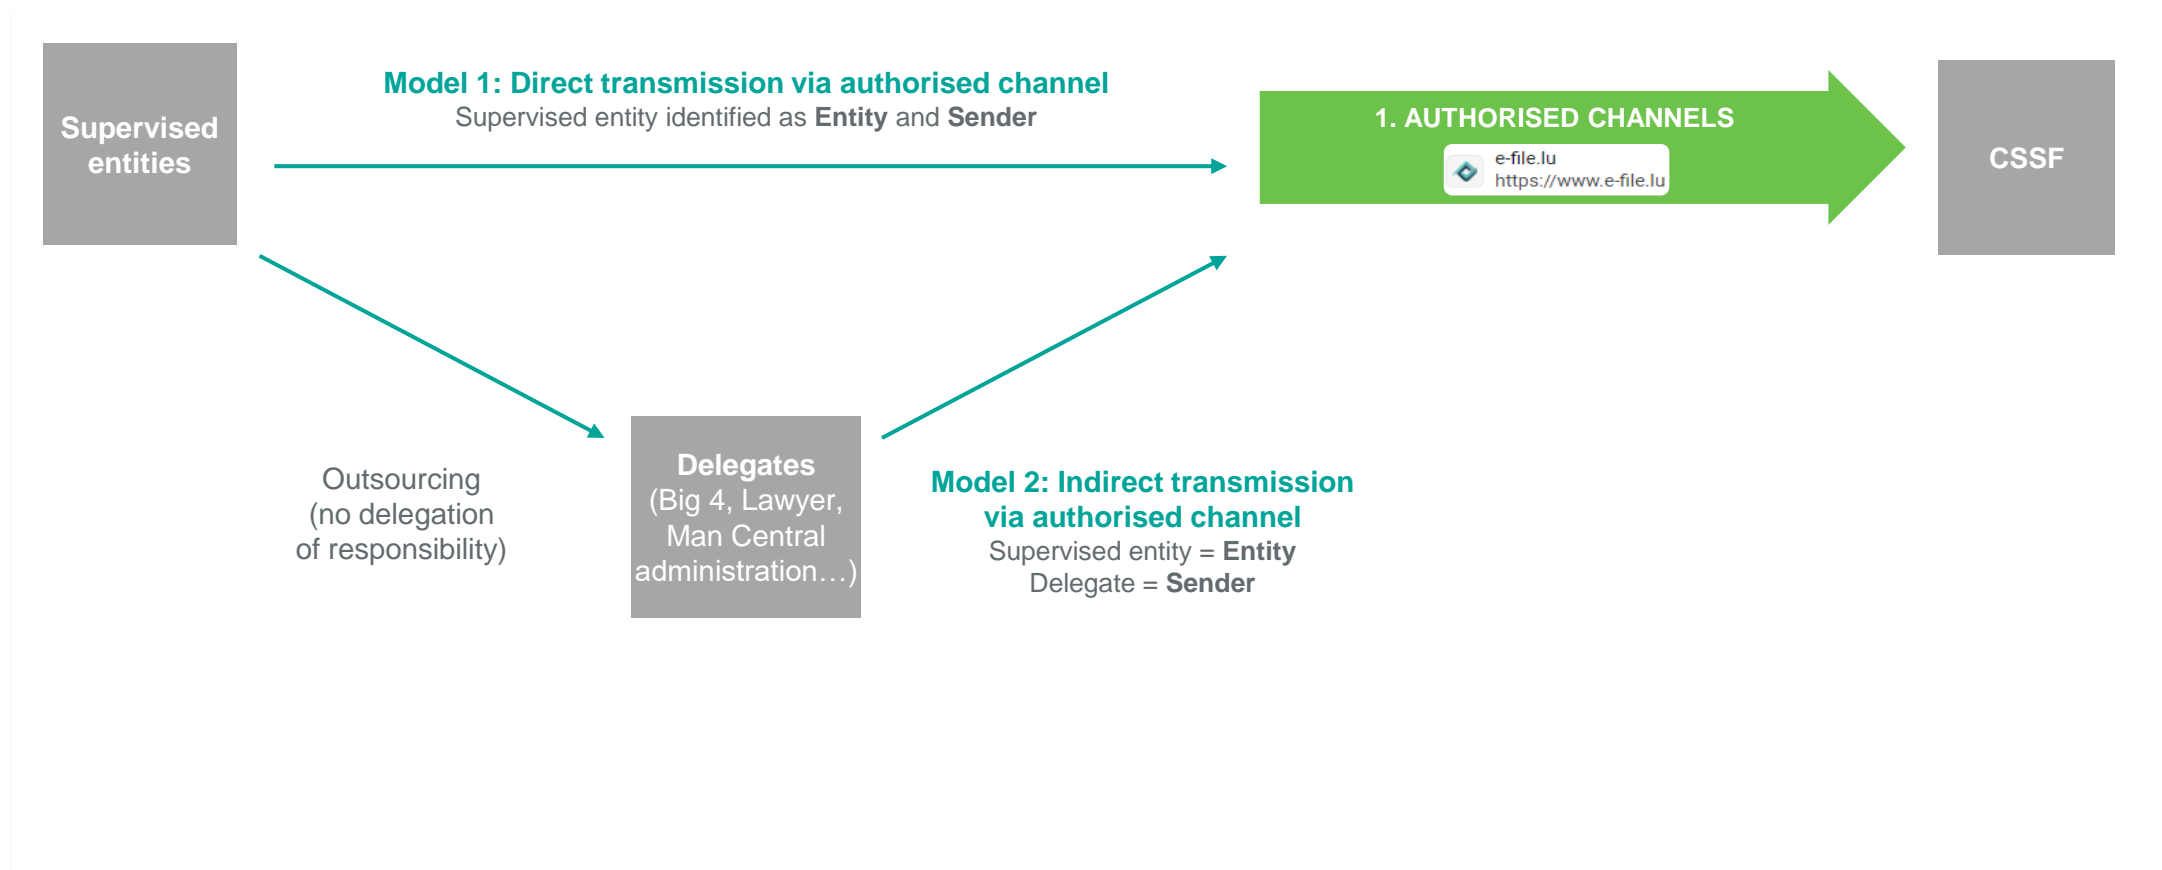 Supervised
entities
Model 1: Direct transmission via authorised channel
Supervised entity identified as Entity and Sender
1. AUTHORISED CHANNELS
e-file.lu
https://www.e-file.lu
CSSF
Outsourcing
(no delegation
of responsibility)
Delegates
(Big 4, Lawyer,
Man Central
administration…)
Model 2: Indirect transmission
via authorised channel
Supervised entity = Entity
Delegate = Sender